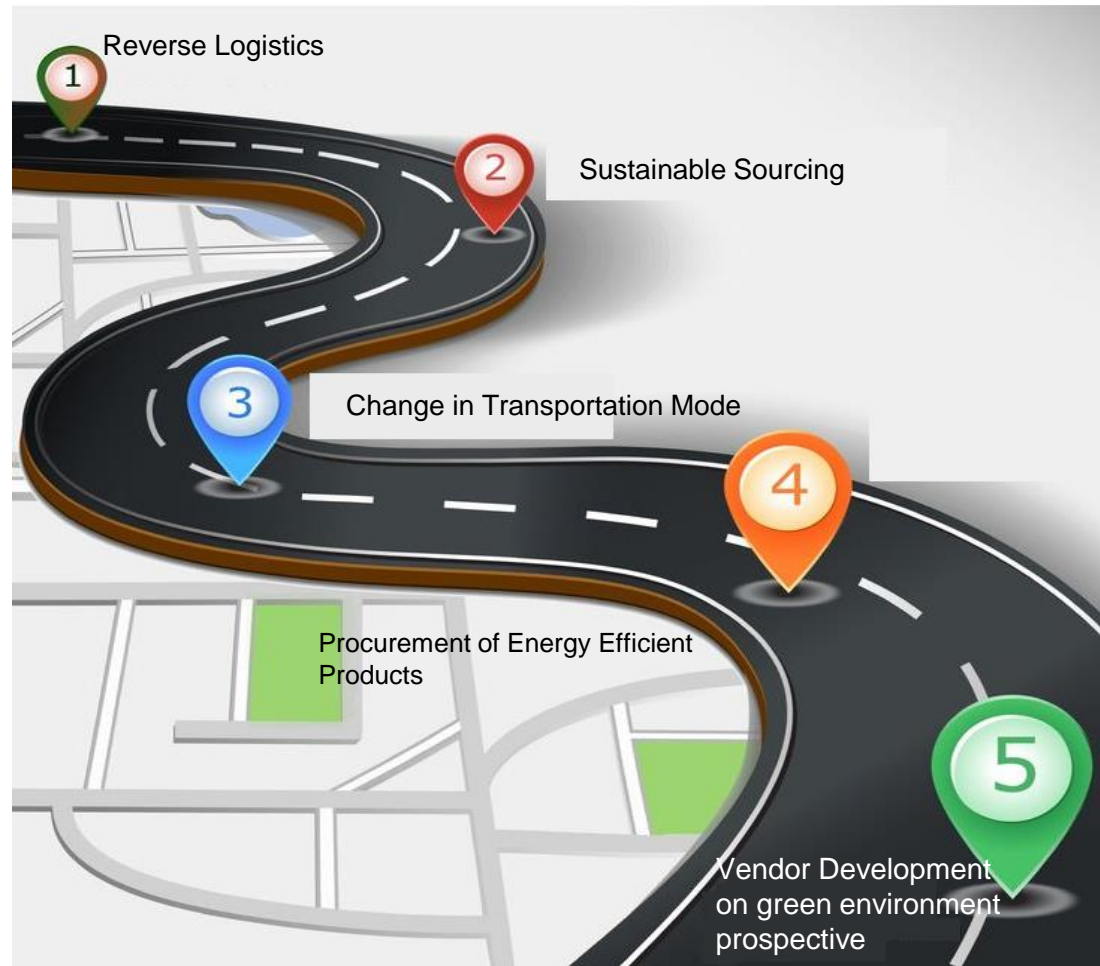 Reverse Logistics
1
2
Sustainable Sourcing
3
Change in Transportation Mode
4
Procurement of Energy Efficient
Products
5
Vendor Development
on green environment
prospective